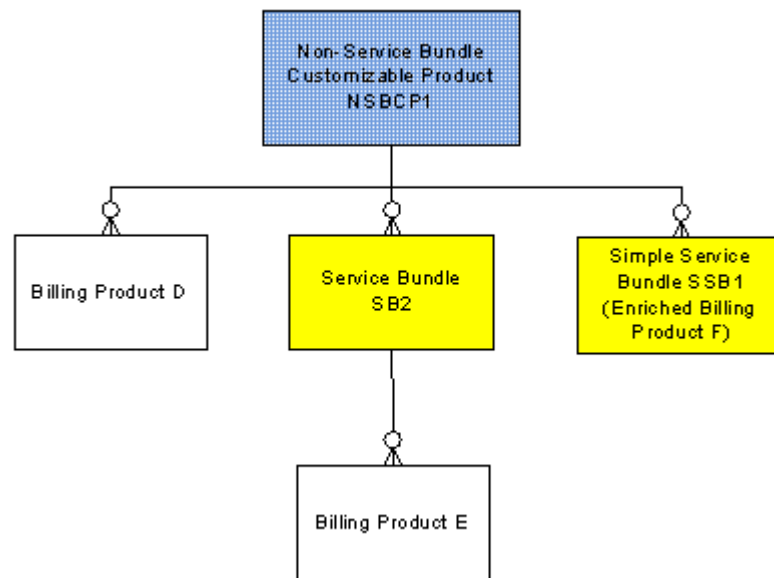 Non-Service Bundle
Customizable Product
NSBCP1
Billing Product D
Service Bundle
SB2
Simple Service
Bundle SSB1
(Enriched Billing
Product F)
Billing Product E